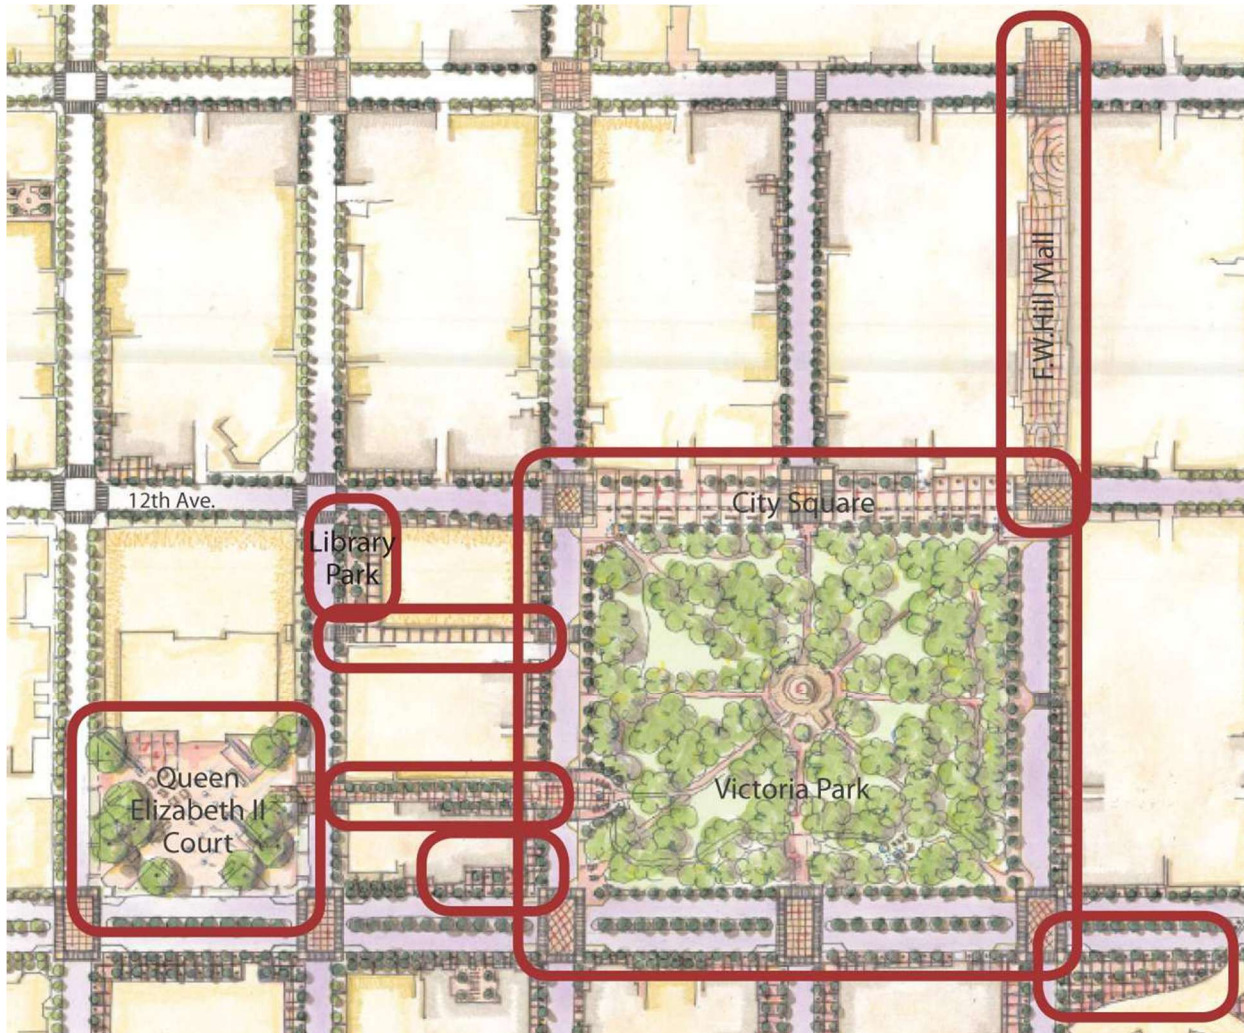 F.W.Hill Mall
City Square
12th Ave.
Library
Park
Queen
Elizabeth II
Court
Victoria Park